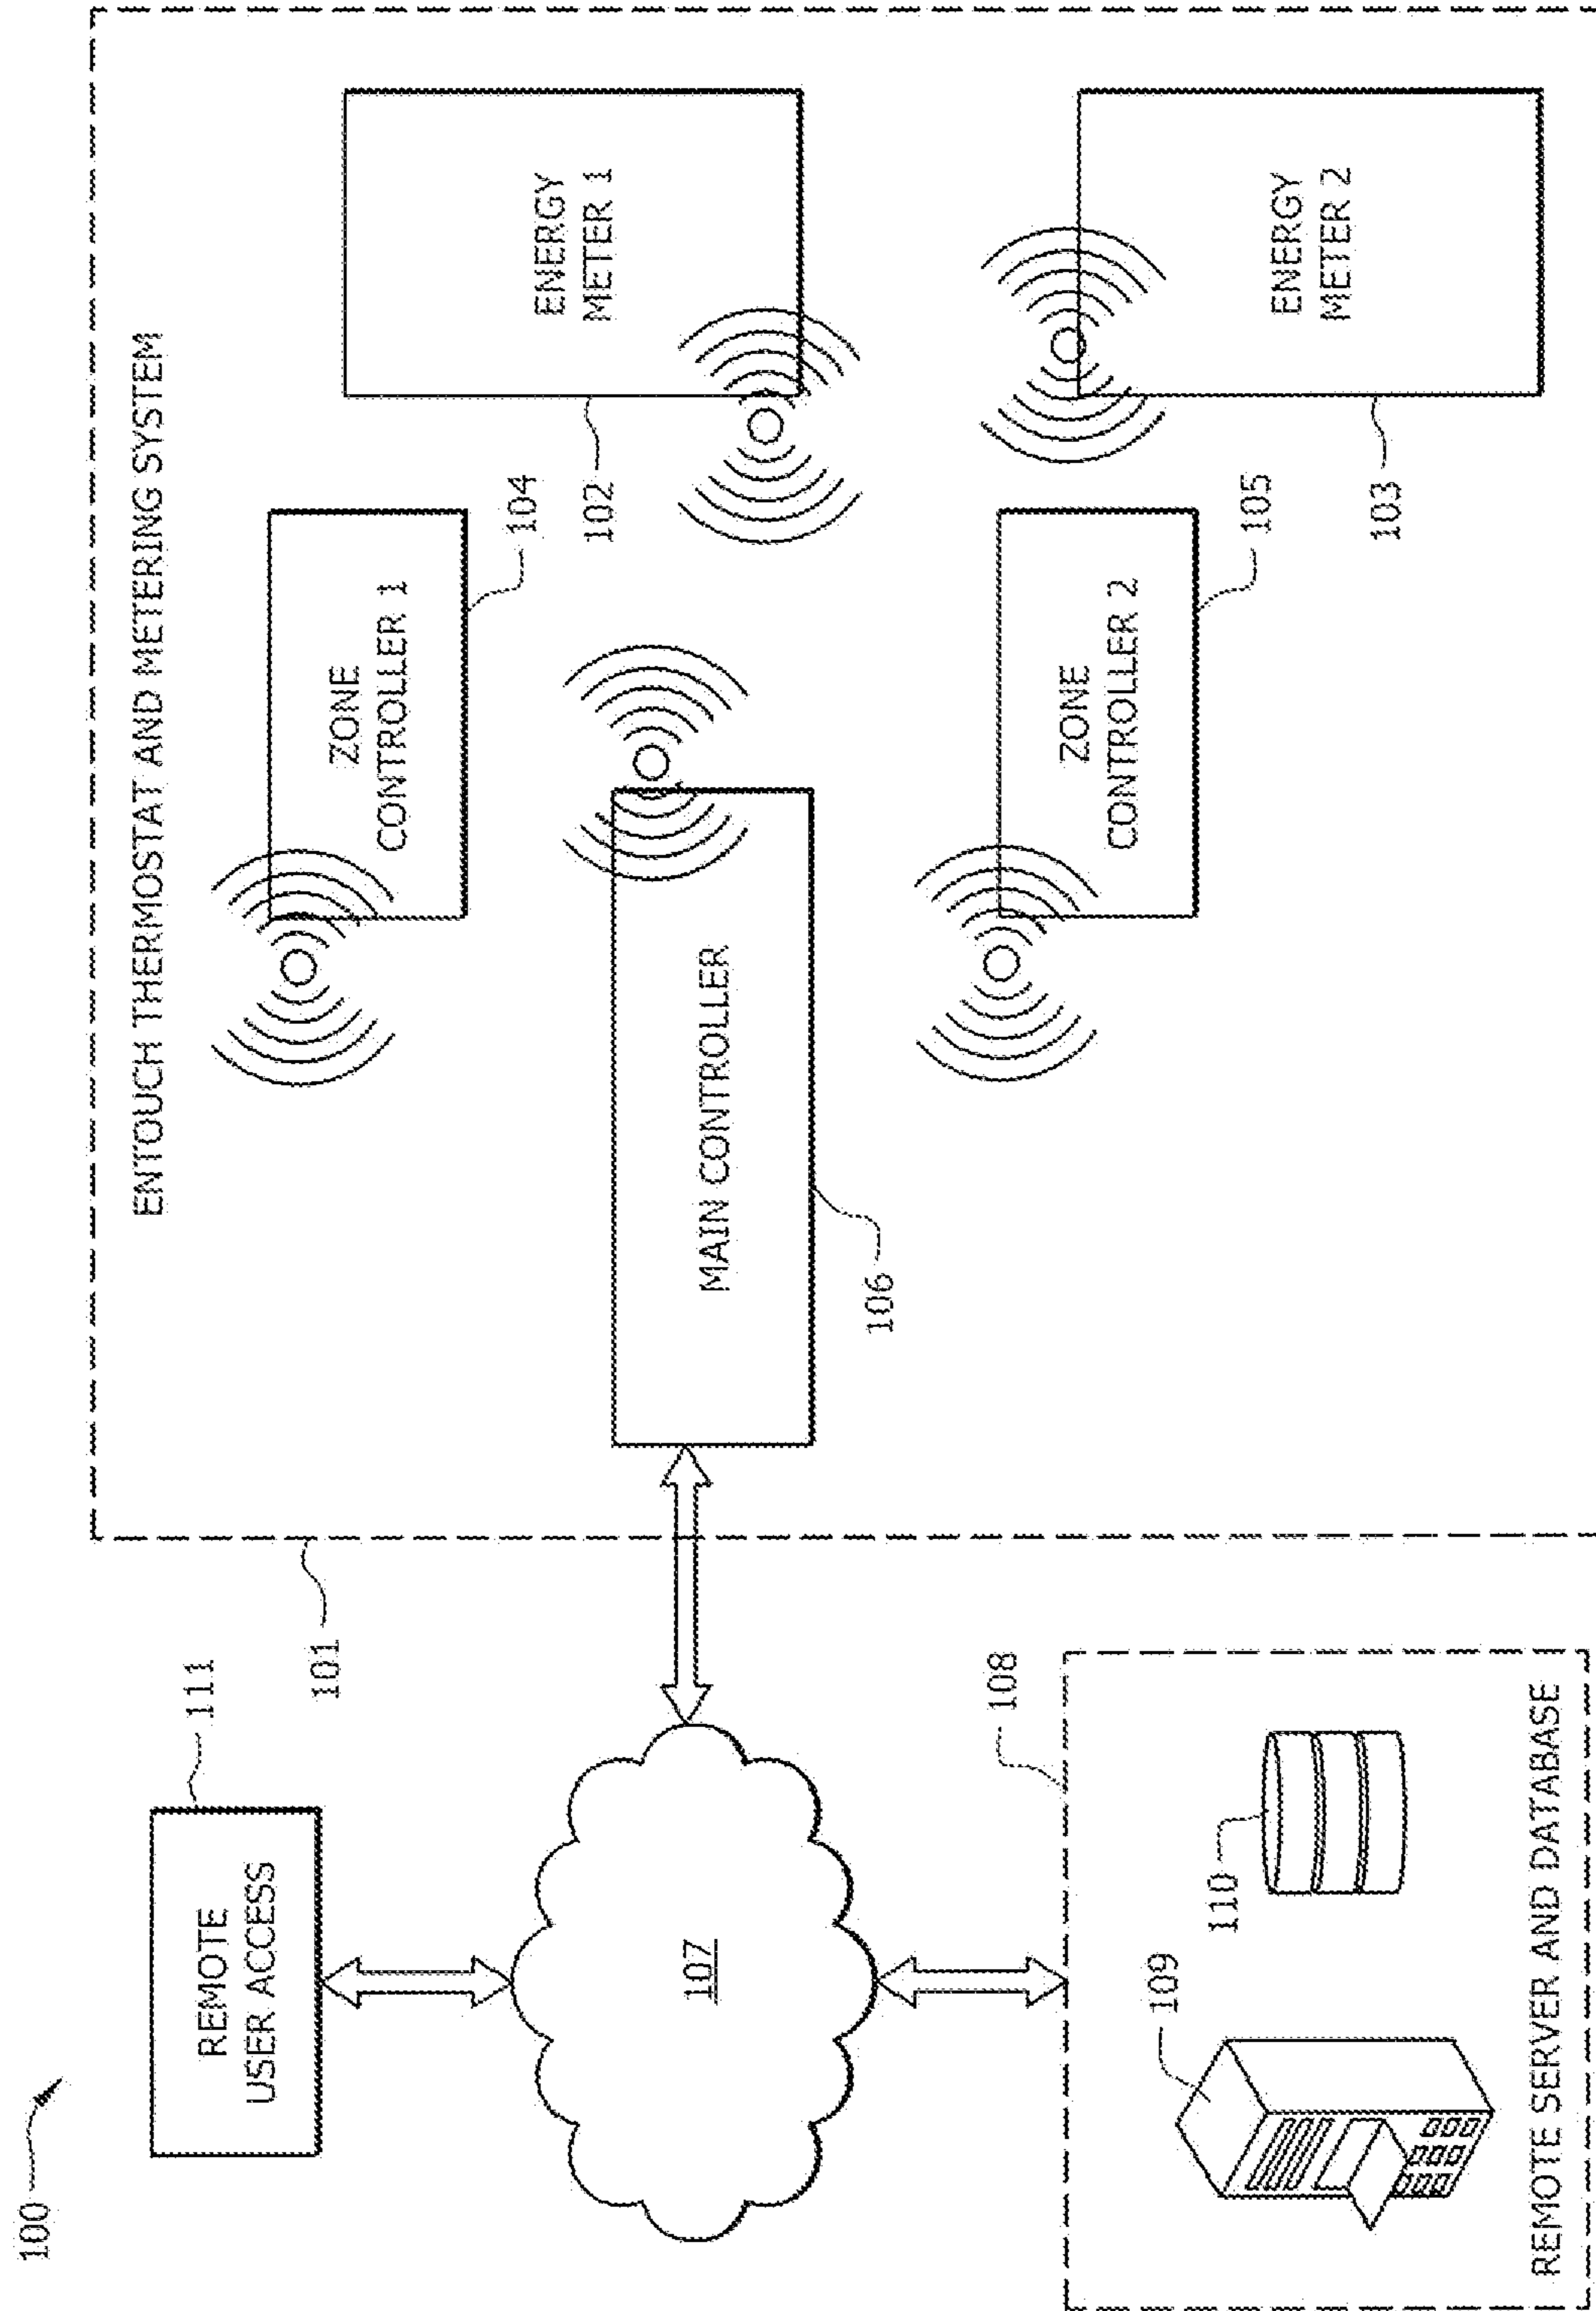 100
REMOTE
USER ACCESS
111
101
ENTOUCH THERMOSTAT AND METERING SYSTEM
ZONE
CONTROLLER 1
104
ENERGY
METER 1
102
107
MAIN CONTROLLER
106
108
109
110
REMOTE SERVER AND DATABASE
ZONE
CONTROLLER 2
105
ENERGY
METER 2
103